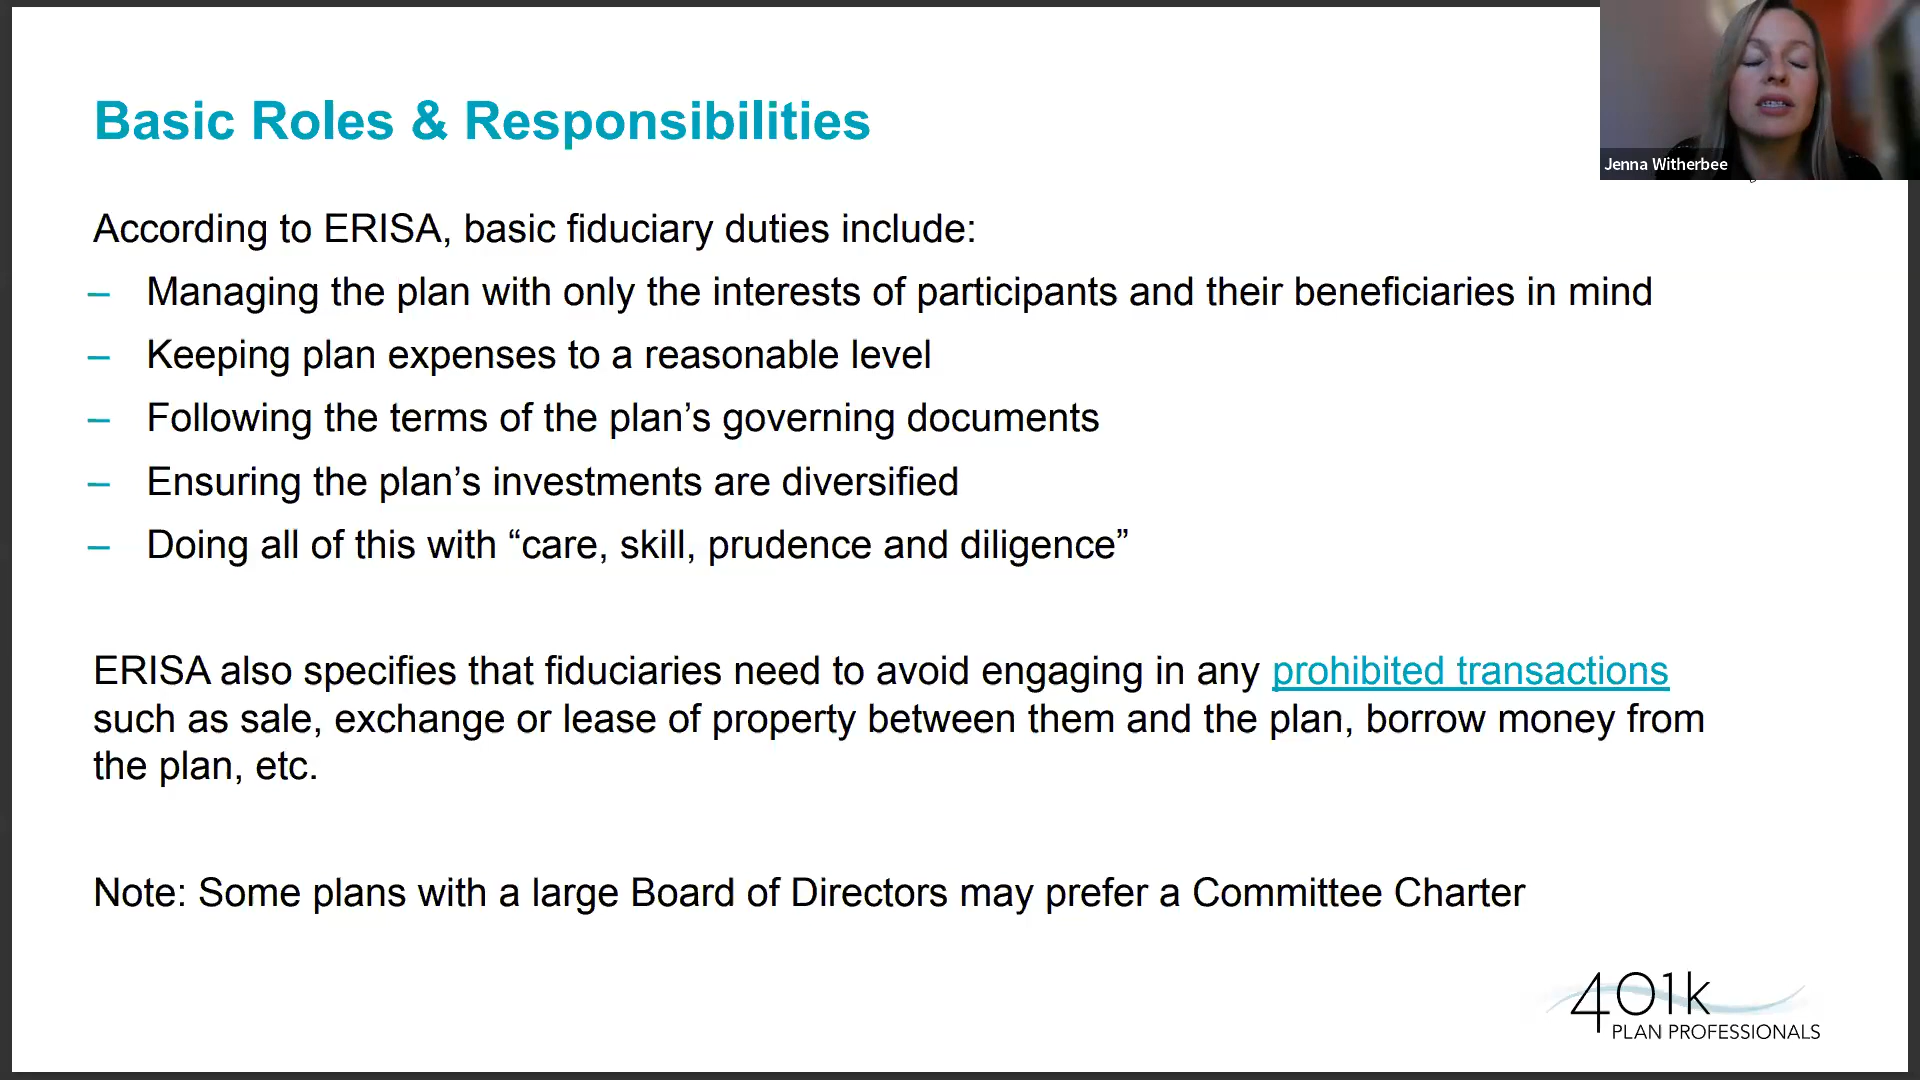 Basic Roles & Responsibilities
Jenna Witherbee
According to ERISA, basic fiduciary duties include:
– Managing the plan with only the interests of participants and their beneficiaries in mind
– Keeping plan expenses to a reasonable level
– Following the terms of the plan’s governing documents
– Ensuring the plan’s investments are diversified
– Doing all of this with “care, skill, prudence and diligence”
ERISA also specifies that fiduciaries need to avoid engaging in any prohibited transactions
such as sale, exchange or lease of property between them and the plan, borrow money from
the plan, etc.
Note: Some plans with a large Board of Directors may prefer a Committee Charter
401k
PLAN PROFESSIONALS